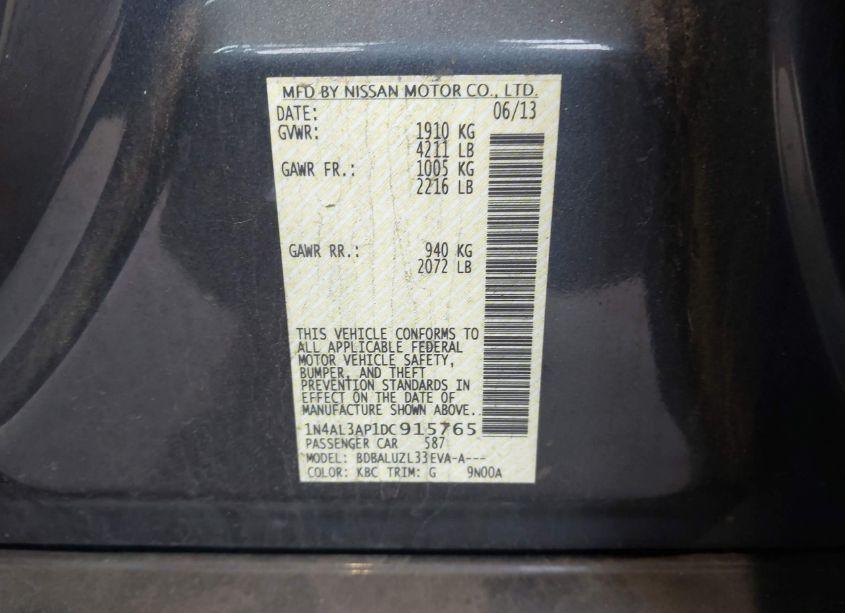 MFD BY NISSAN MOTOR CO., LTD.
DATE: 06/13
GVWR: 1910 KG
4211 LB
GAWR FR.: 1005 KG
2216 LB
GAWR RR.: 940 KG
2072 LB
THIS VEHICLE CONFORMS TO
ALL APPLICABLE FEDERAL
MOTOR VEHICLE SAFETY,
BUMPER, AND THEFT
PREVENTION STANDARDS IN
EFFECT ON THE DATE OF
MANUFACTURE SHOWN ABOVE.
1N4AL3AP1DC915765
PASSENGER CAR 587
MODEL: BDBALUZL33EVA-A---
COLOR: KBC TRIM: G 9N00A